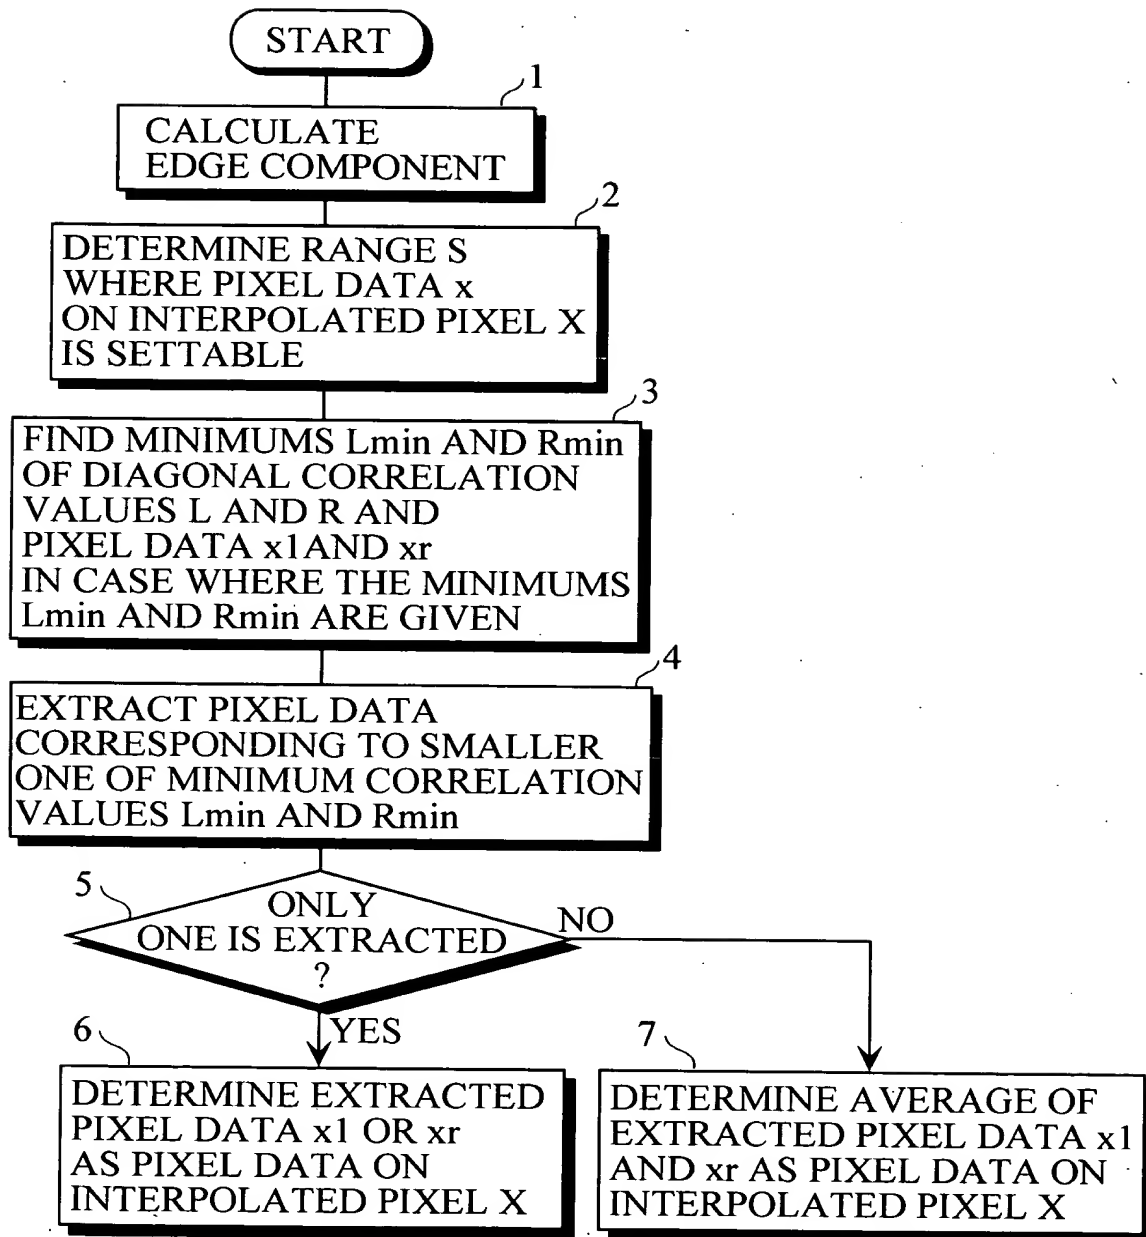 START
1
CALCULATE
EDGE COMPONENT
2
DETERMINE RANGE S
WHERE PIXEL DATA x
ON INTERPOLATED PIXEL X
IS SETTABLE
3
FIND MINIMUMS Lmin AND Rmin
OF DIAGONAL CORRELATION
VALUES L AND R AND
PIXEL DATA x1AND xr
IN CASE WHERE THE MINIMUMS
Lmin AND Rmin ARE GIVEN
4
EXTRACT PIXEL DATA
CORRESPONDING TO SMALLER
ONE OF MINIMUM CORRELATION
VALUES Lmin AND Rmin
5
ONLY
ONE IS EXTRACTED
?
NO
YES
6
DETERMINE EXTRACTED
PIXEL DATA x1 OR xr
AS PIXEL DATA ON
INTERPOLATED PIXEL X
7
DETERMINE AVERAGE OF
EXTRACTED PIXEL DATA x1
AND xr AS PIXEL DATA ON
INTERPOLATED PIXEL X